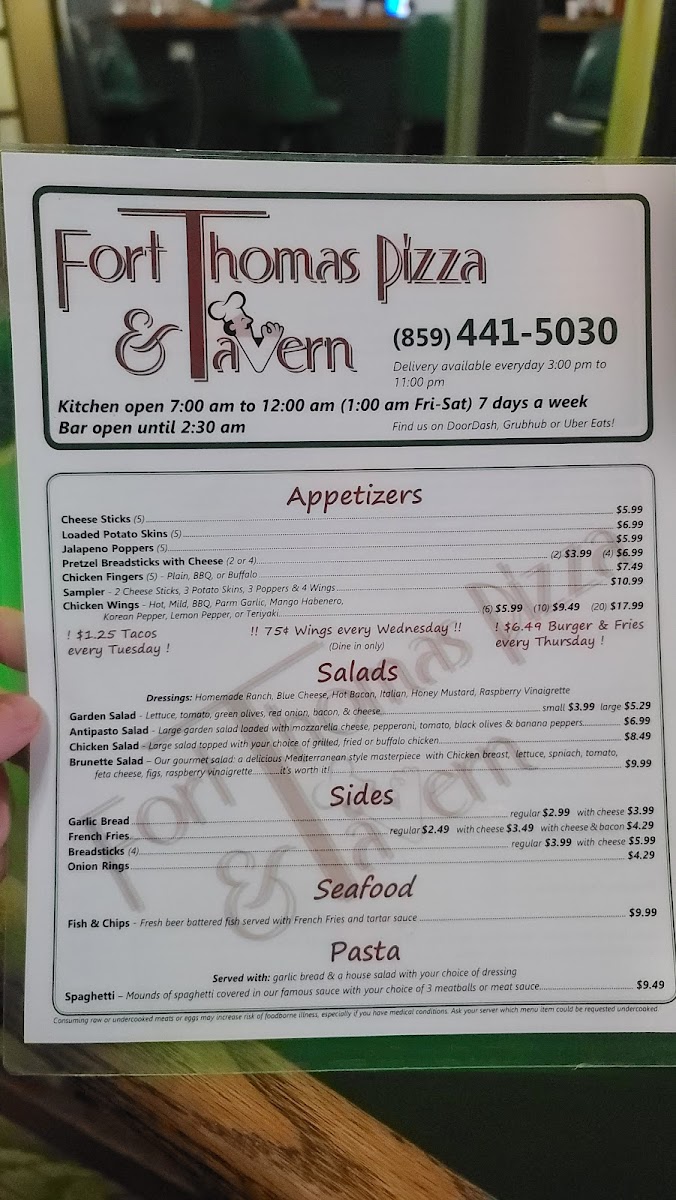 Fort Thomas Pizza
& Tavern
(859) 441-5030
Delivery available everyday 3:00 pm to
11:00 pm
Kitchen open 7:00 am to 12:00 am (1:00 am Fri-Sat) 7 days a week
Bar open until 2:30 am
Find us on DoorDash, Grubhub or Uber Eats!
Appetizers
Cheese Sticks (5) $5.99
Loaded Potato Skins (5) $6.99
Jalapeno Poppers (5) $5.99
Pretzel Breadsticks with Cheese (2 or 4) (2) $3.99 (4) $6.99
Chicken Fingers (5) - Plain, BBQ, or Buffalo $7.49
Sampler - 2 Cheese Sticks, 3 Potato Skins, 3 Poppers & 4 Wings $10.99
Chicken Wings - Hot, Mild, BBQ, Parm Garlic, Mango Habenero,
Korean Pepper, Lemon Pepper, or Teriyaki (6) $5.99 (10) $9.49 (20) $17.99
! $1.25 Tacos
every Tuesday !
!! 75¢ Wings every Wednesday !!
(Dine in only)
! $6.49 Burger & Fries
every Thursday !
Salads
Dressings: Homemade Ranch, Blue Cheese, Hot Bacon, Italian, Honey Mustard, Raspberry Vinaigrette
Garden Salad - Lettuce, tomato, green olives, red onion, bacon, & cheese small $3.99 large $5.29
Antipasto Salad - Large garden salad loaded with mozzarella cheese, pepperoni, tomato, black olives & banana peppers $6.99
Chicken Salad - Large salad topped with your choice of grilled, fried or buffalo chicken $8.49
Brunette Salad - Our gourmet salad: a delicious Mediterranean style masterpiece with Chicken breast, lettuce, spniach, tomato,
feta cheese, figs, raspberry vinaigrette..........it's worth it! $9.99
Sides
Garlic Bread regular $2.99 with cheese $3.99
French Fries regular $2.49 with cheese $3.49 with cheese & bacon $4.29
Breadsticks (4) regular $3.99 with cheese $5.99
Onion Rings $4.29
Seafood
Fish & Chips - Fresh beer battered fish served with French Fries and tartar sauce $9.99
Pasta
Served with: garlic bread & a house salad with your choice of dressing
Spaghetti – Mounds of spaghetti covered in our famous sauce with your choice of 3 meatballs or meat sauce $9.49
Consuming raw or undercooked meats or eggs may increase risk of foodborne illness, especially if you have medical conditions. Ask your server which menu item could be requested undercooked.
Fort Thomas Pizza
& Tavern